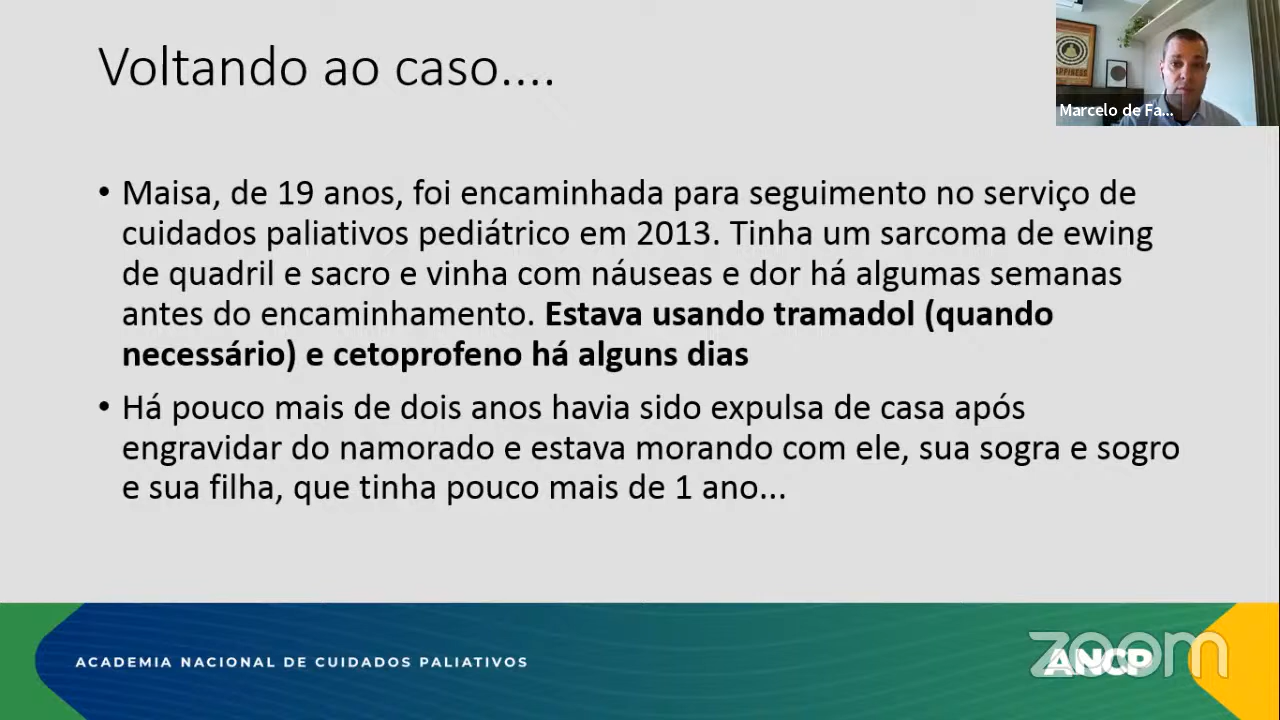 Voltando ao caso....
HAPPINESS
Marcelo de Fa...
• Maisa, de 19 anos, foi encaminhada para seguimento no serviço de
cuidados paliativos pediátrico em 2013. Tinha um sarcoma de ewing
de quadril e sacro e vinha com náuseas e dor há algumas semanas
antes do encaminhamento. Estava usando tramadol (quando
necessário) e cetoprofeno há alguns dias
• Há pouco mais de dois anos havia sido expulsa de casa após
engravidar do namorado e estava morando com ele, sua sogra e sogro
e sua filha, que tinha pouco mais de 1 ano...
ACADEMIA NACIONAL DE CUIDADOS PALIATIVOS
ANCP
zoom